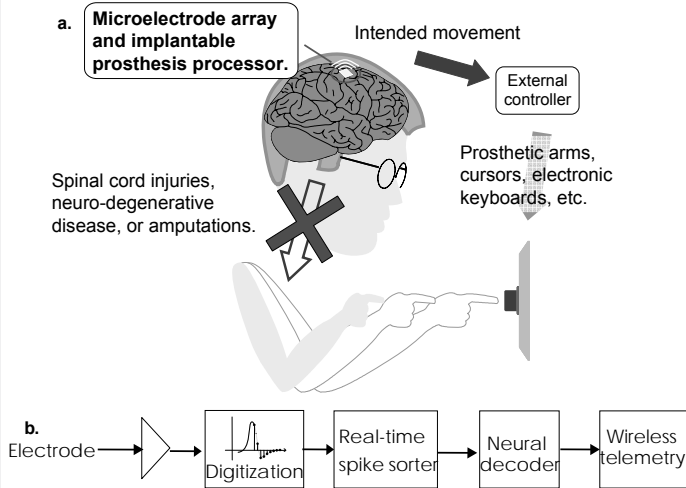 a.
Microelectrode array
and implantable
prosthesis processor.
Intended movement
External
controller
Prosthetic arms,
cursors, electronic
keyboards, etc.
Spinal cord injuries,
neuro-degenerative
disease, or amputations.
b.
Electrode
Digitization
Real-time
spike sorter
Neural
decoder
Wireless
telemetry